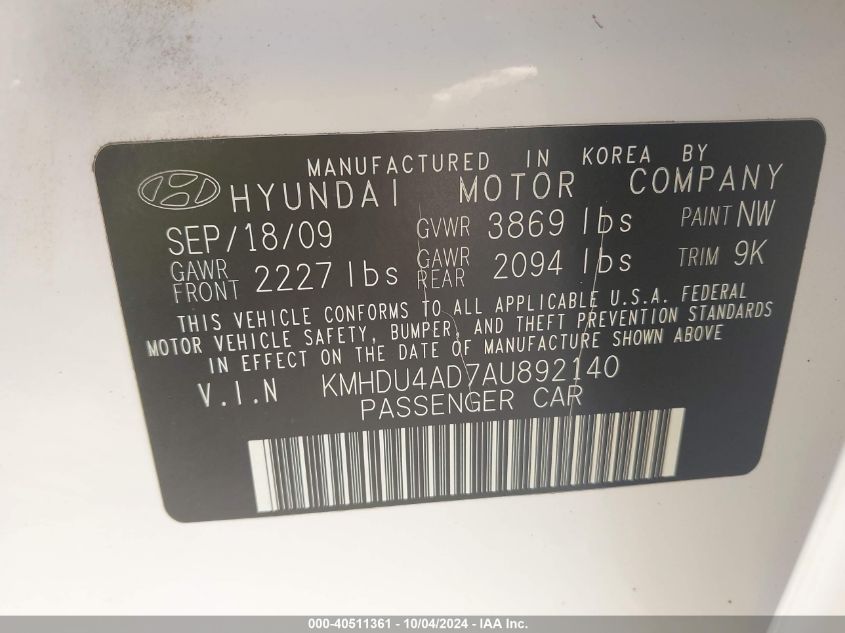 MANUFACTURED IN KOREA BY
HYUNDAI MOTOR COMPANY
SEP/18/09 GVWR 3869 lbs PAINT NW
GAWR FRONT 2227 lbs GAWR REAR 2094 lbs TRIM 9K
THIS VEHICLE CONFORMS TO ALL APPLICABLE U.S.A. FEDERAL
MOTOR VEHICLE SAFETY, BUMPER, AND THEFT PREVENTION STANDARDS
IN EFFECT ON THE DATE OF MANUFACTURE SHOWN ABOVE
V.I.N KMHDU4AD7AU892140
PASSENGER CAR
000-40511361 - 10/04/2024 - IAA Inc.